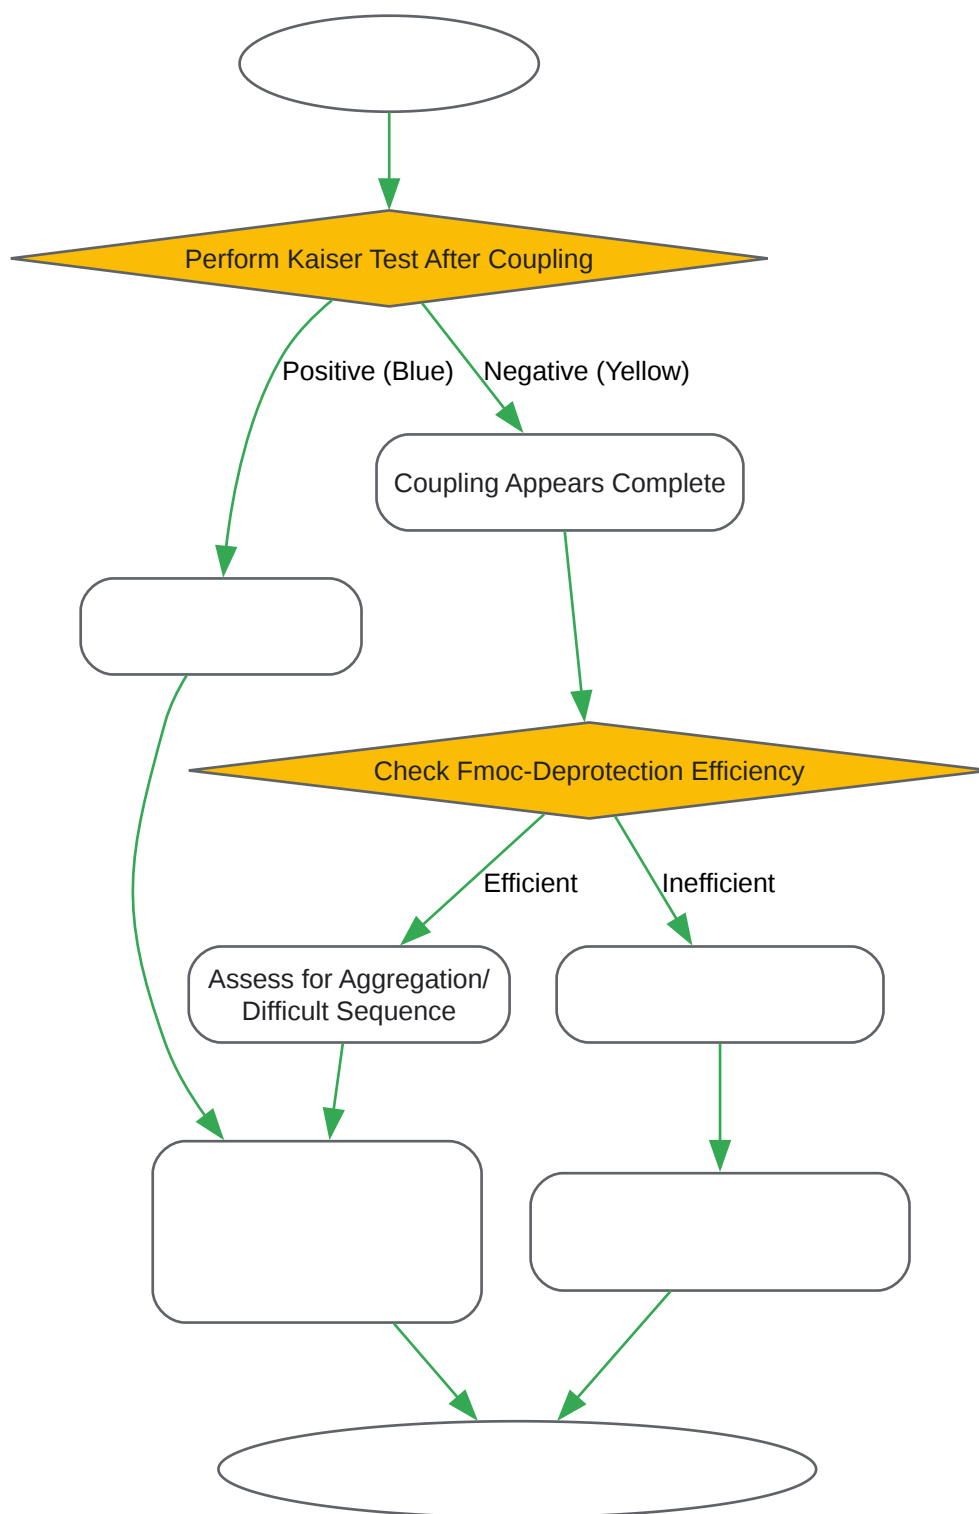 Perform Kaiser Test After Coupling
Positive (Blue)
Negative (Yellow)
Coupling Appears Complete
Check Fmoc-Deprotection Efficiency
Efficient
Inefficient
Assess for Aggregation/
Difficult Sequence